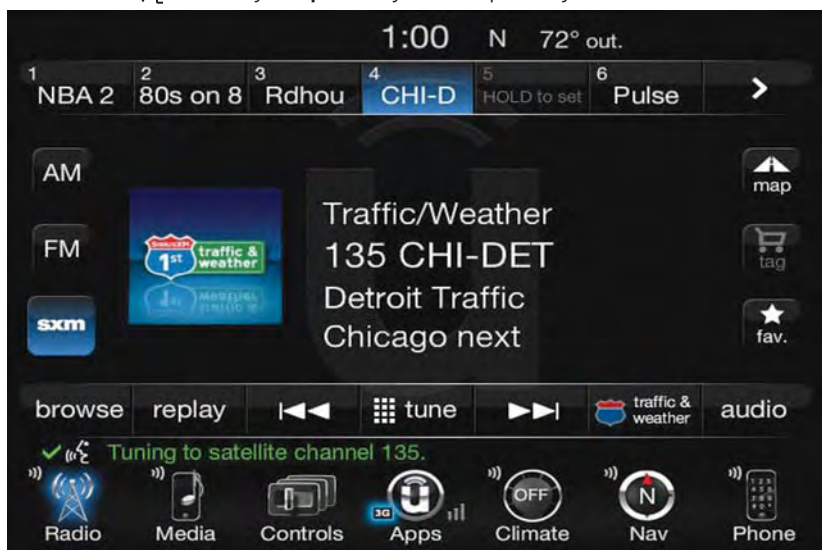 1:00 N 72° out.
1 NBA 2
2 80s on 8
3 Rdhou
4 CHI-D
5 HOLD to set
6 Pulse
AM
FM
sxm
SIRIUSXM
1st traffic & weather
Traffic/Weather
135 CHI-DET
Detroit Traffic
Chicago next
map
tag
fav.
browse replay tune traffic & weather audio
Tuning to satellite channel 135.
3G OFF N
Radio Media Controls Apps Climate Nav Phone